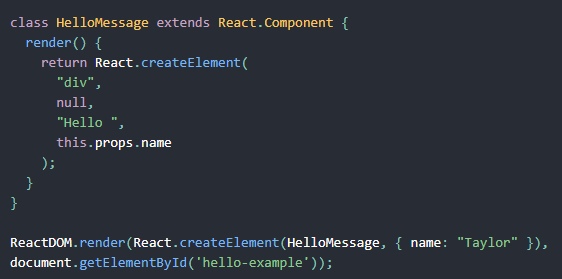 class HelloMessage extends React.Component {
  render() {
    return React.createElement(
      "div",
      null,
      "Hello ",
      this.props.name
    );
  }
}

ReactDOM.render(React.createElement(HelloMessage, { name: "Taylor" }),
document.getElementById('hello-example'));